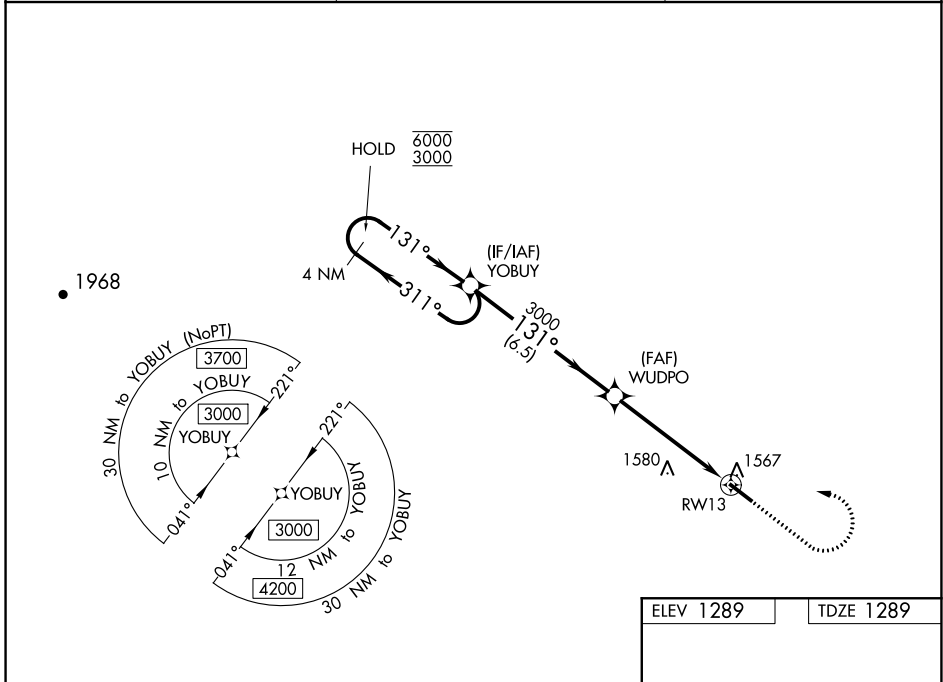 HOLD
6000
3000
131°
4 NM
311°
(IF/IAF)
YOBUY
3000
131°
(6.5)
(FAF)
WUDPO
1968
1580
1567
RW13
30 NM to YOBUY (NoPT)
3700
10 NM to YOBUY
3000
YOBUY
221°
041°
221°
YOBUY
3000
041°
12 NM to YOBUY
4200
30 NM to YOBUY
ELEV 1289
TDZE 1289